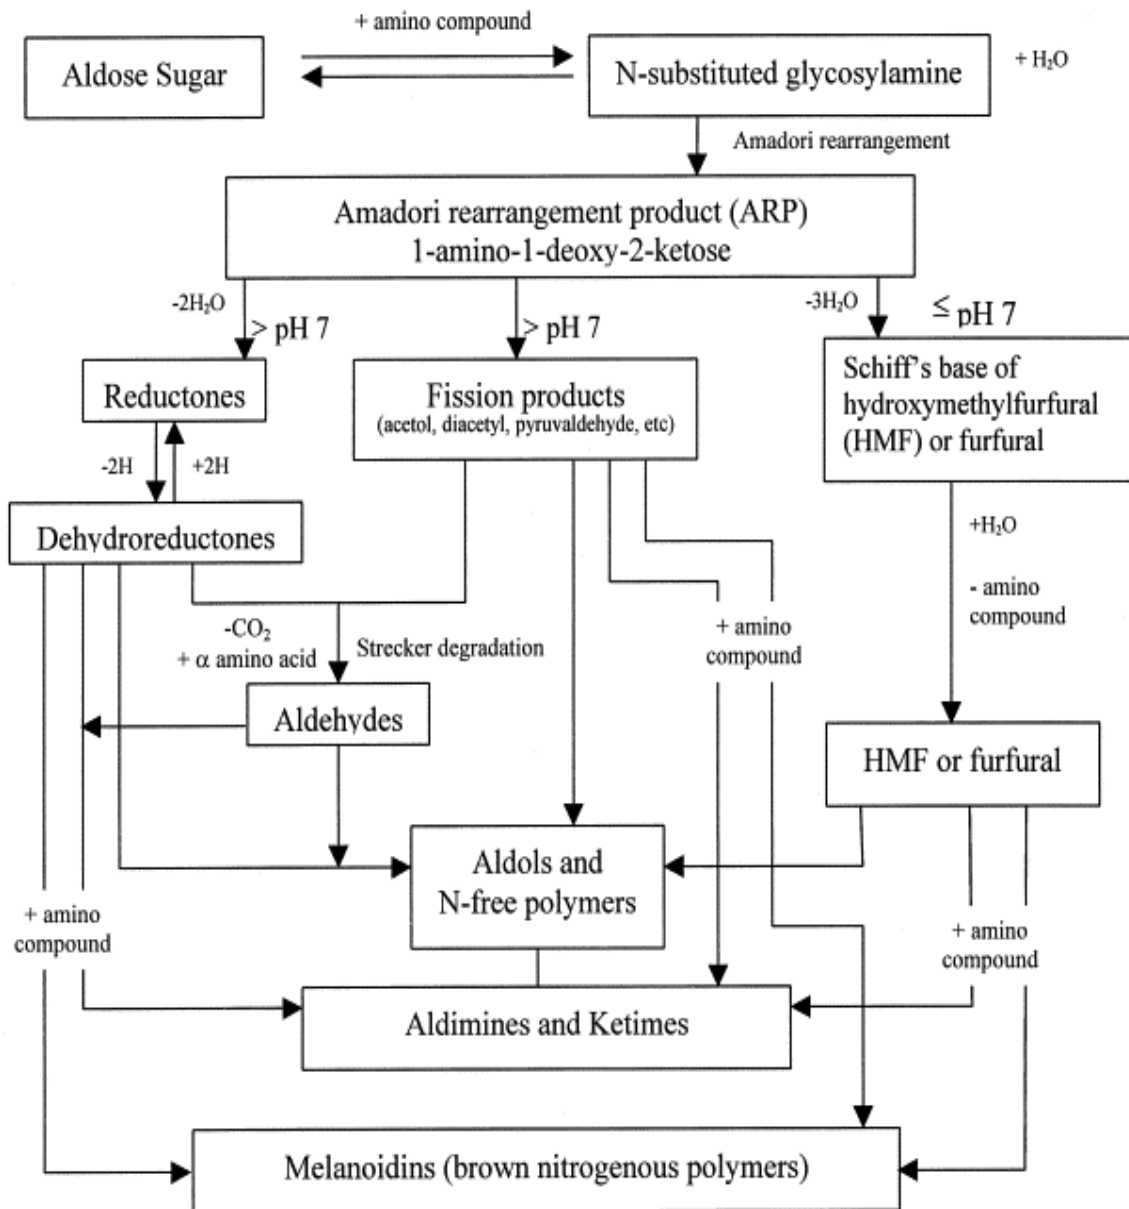 + amino compound
Aldose Sugar
N-substituted glycosylamine
+ H₂O
Amadori rearrangement
Amadori rearrangement product (ARP)
1-amino-1-deoxy-2-ketose
-2H₂O
> pH 7
> pH 7
-3H₂O
≤ pH 7
Reductones
Fission products
(acetol, diacetyl, pyruvaldehyde, etc)
Schiff's base of
hydroxymethylfurfural
(HMF) or furfural
-2H
+2H
Dehydroreductones
+H₂O
- amino
compound
-CO₂
+ α amino acid
Strecker degradation
+ amino
compound
Aldehydes
HMF or furfural
Aldols and
N-free polymers
+ amino
compound
+ amino
compound
Aldimines and Ketimes
Melanoidins (brown nitrogenous polymers)